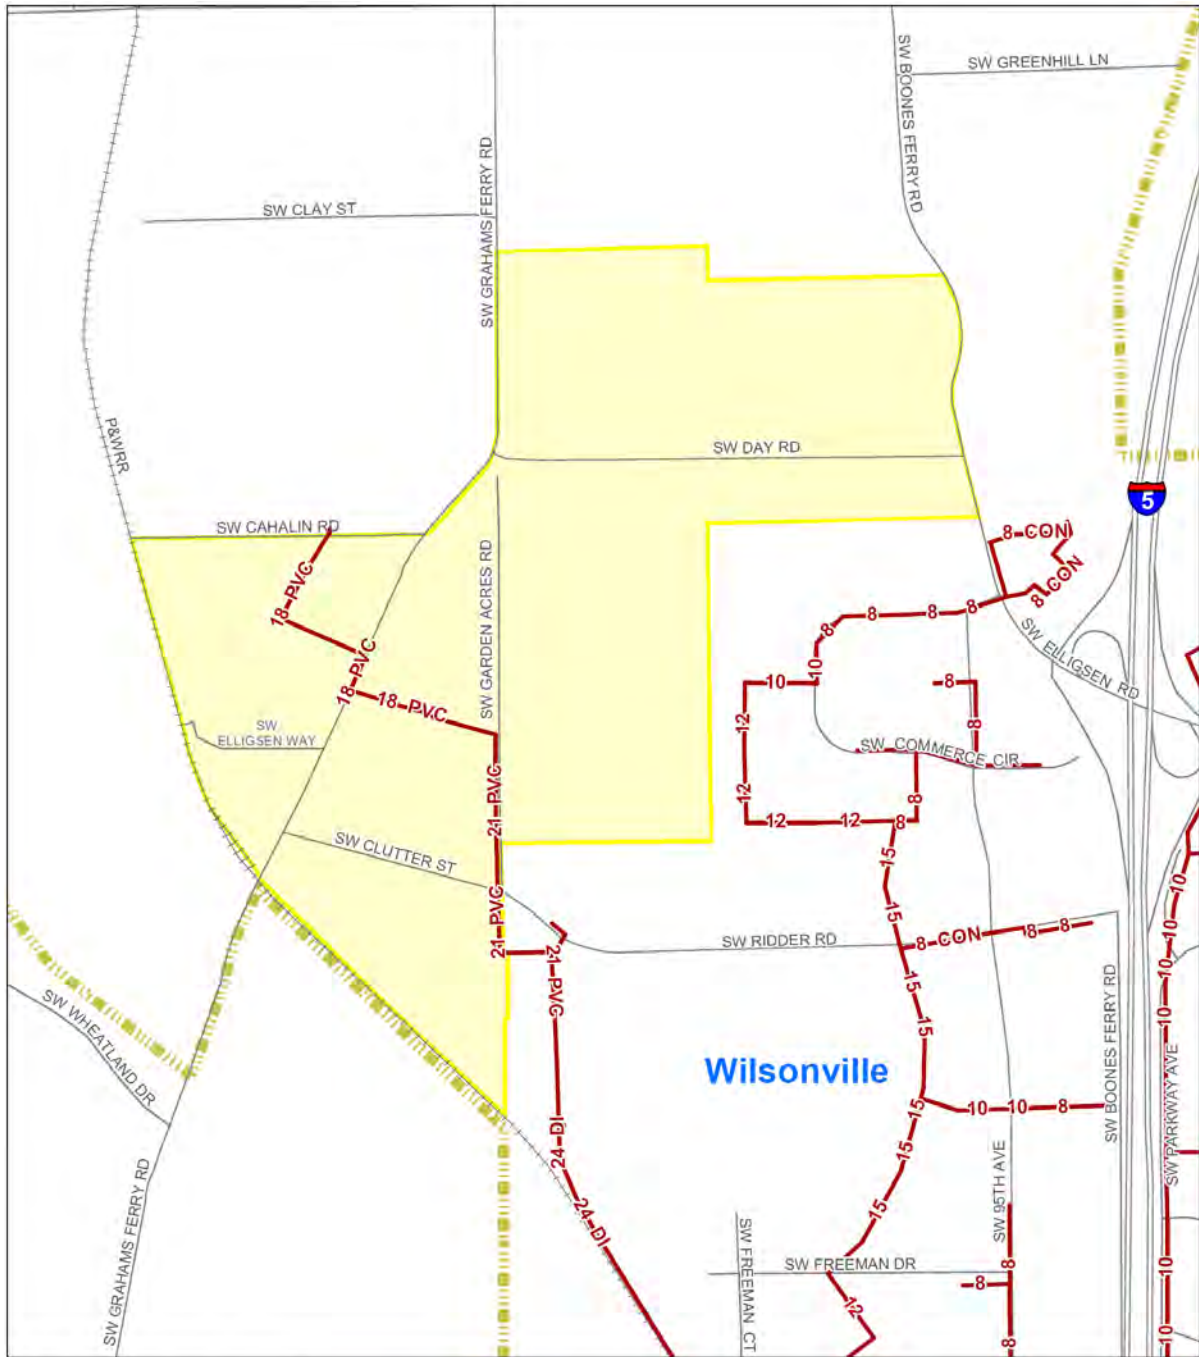 SW GREENHILL LN
SW BOONES FERRY RD
SW GRAHAMS FERRY RD
SW CLAY ST
P&WRR
SW DAY RD
5
SW CAHALIN RD
8-CON
8-CON
18-PVC
SW GARDEN ACRES RD
8
8
8
8
SW ELLIGSEN RD
18-PVC
10
10
8
18-PVC
12
8
SW
ELLIGSEN WAY
SW COMMERCE CIR
21-PVC
12
8
12
12
8
SW CLUTTER ST
15
21-PVC
15
10
SW RIDDER RD
8-CON
8
8
10
21-PVC
15
10
SW WHEATLAND DR
15
10
SW BOONES FERRY RD
Wilsonville
SW PARKWAY AVE
15
10
10
8
24-DI
15
15
24-DI
SW 95TH AVE
SW GRAHAMS FERRY RD
SW FREEMAN CT
SW FREEMAN DR
8
8
10
12
8
10